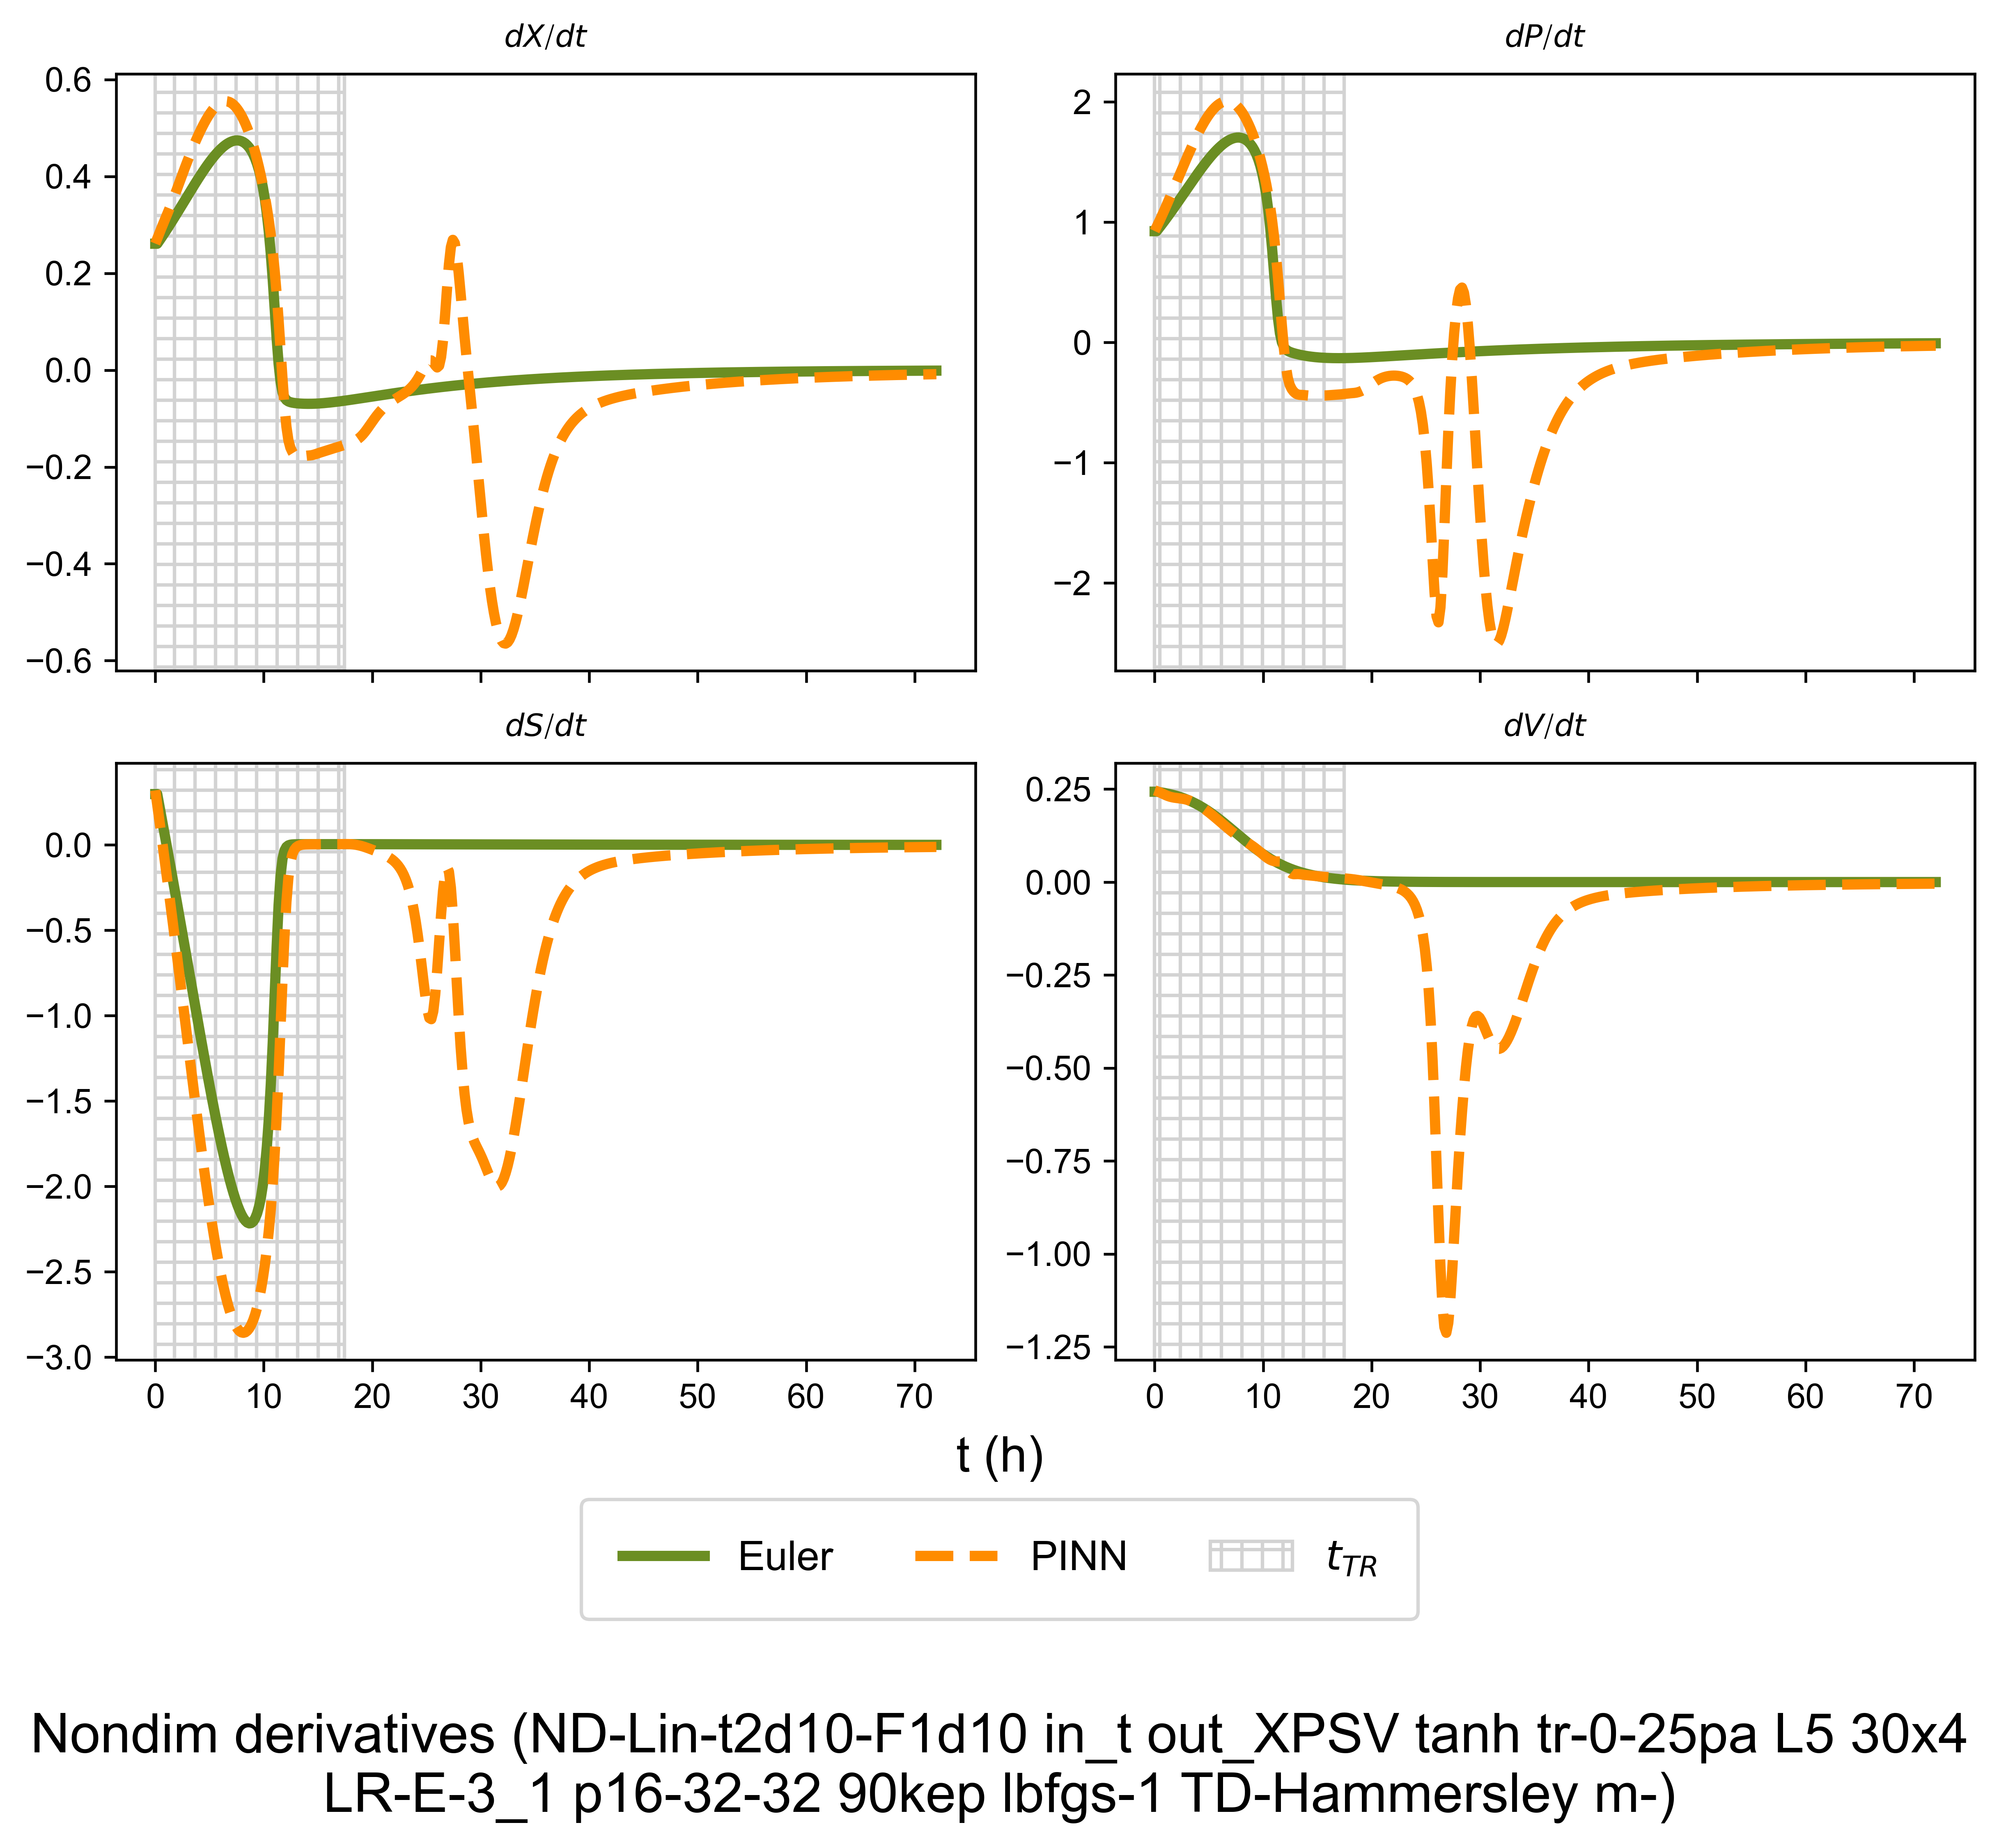 dX/dt
dP/dt
0.6
0.4
0.2
0.0
−0.2
−0.4
−0.6
2
1
0
−1
−2
dS/dt
dV/dt
0.0
−0.5
−1.0
−1.5
−2.0
−2.5
−3.0
0.25
0.00
−0.25
−0.50
−0.75
−1.00
−1.25
0 10 20 30 40 50 60 70
0 10 20 30 40 50 60 70
t (h)
Euler PINN t_TR
Nondim derivatives (ND-Lin-t2d10-F1d10 in_t out_XPSV tanh tr-0-25pa L5 30x4
LR-E-3_1 p16-32-32 90kep lbfgs-1 TD-Hammersley m-)